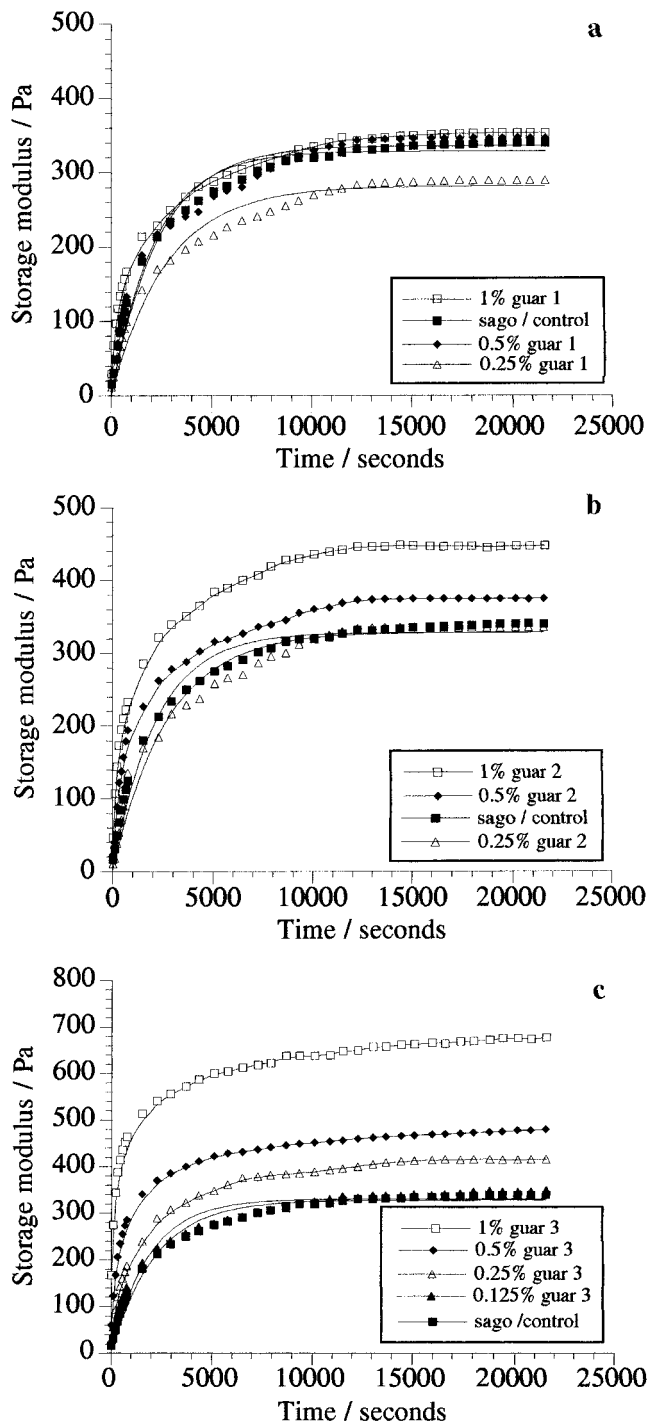 a
500
400
300
200
100
0
Storage modulus / Pa
1% guar 1
sago / control
0.5% guar 1
0.25% guar 1
0 5000 10000 15000 20000 25000
Time / seconds
b
500
400
300
200
100
0
Storage modulus / Pa
1% guar 2
0.5% guar 2
sago / control
0.25% guar 2
0 5000 10000 15000 20000 25000
Time / seconds
c
800
700
600
500
400
300
200
100
0
Storage modulus / Pa
1% guar 3
0.5% guar 3
0.25% guar 3
0.125% guar 3
sago /control
0 5000 10000 15000 20000 25000
Time / seconds